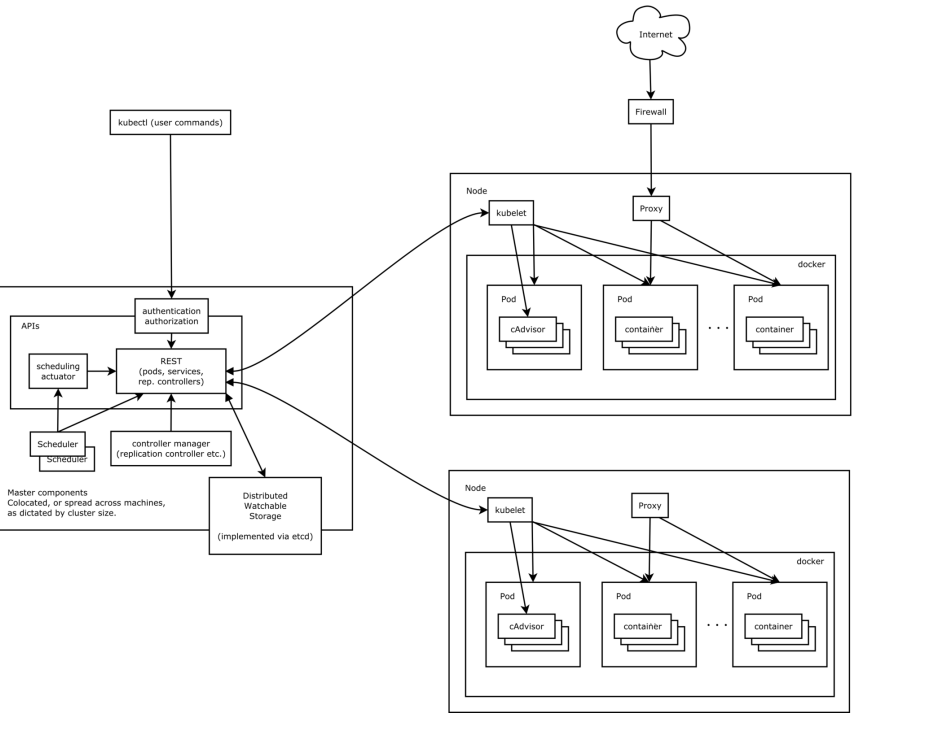 Internet
Firewall
kubectl (user commands)
Node
kubelet
Proxy
docker
Pod
Pod
Pod
cAdvisor
container
. . .
container
authentication
authorization
APIs
REST
(pods, services,
rep. controllers)
scheduling
actuator
Scheduler
Scheduler
controller manager
(replication controller etc.)
Master components
Colocated, or spread across machines,
as dictated by cluster size.
Distributed
Watchable
Storage
(implemented via etcd)
Node
kubelet
Proxy
docker
Pod
Pod
Pod
cAdvisor
container
. . .
container